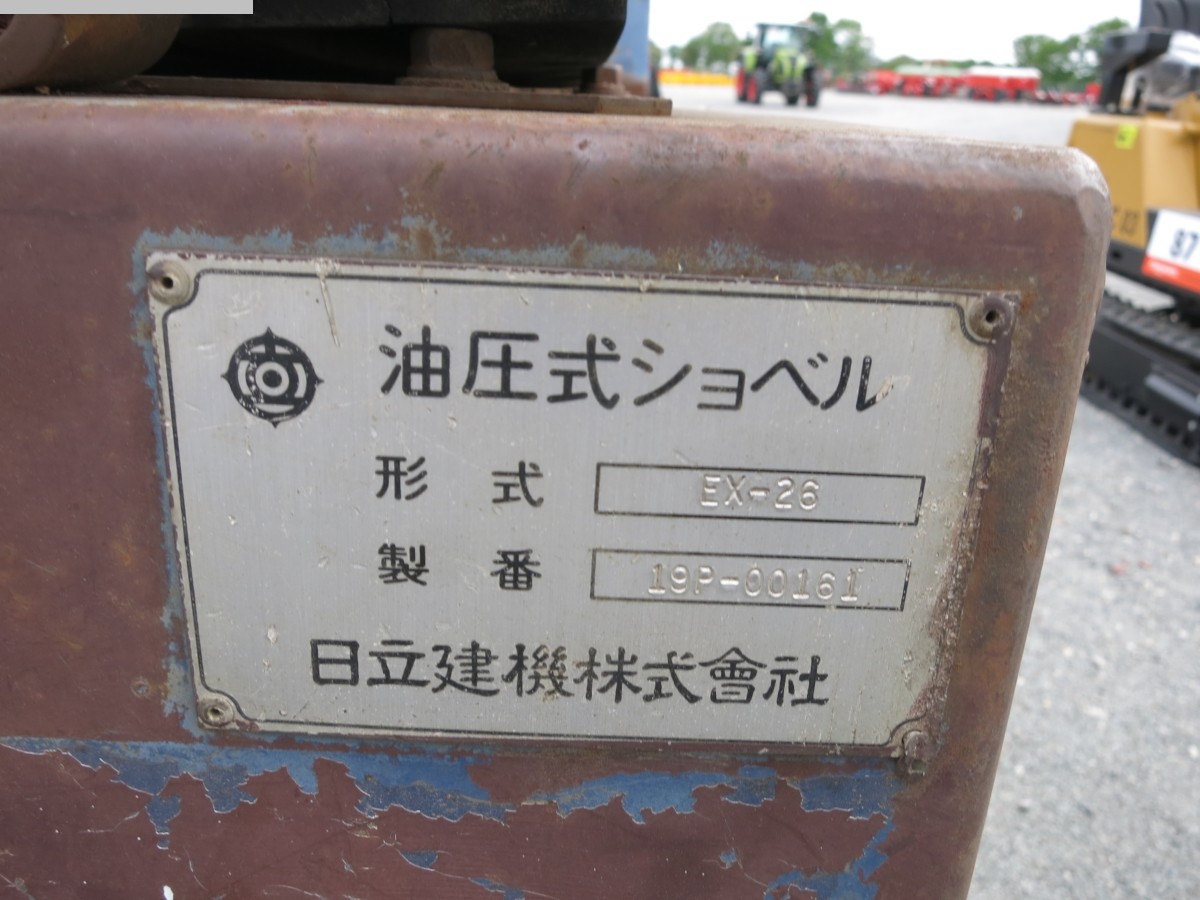 油圧式ショベル
形 式 EX-26
製 番 19P-00161
日立建機株式會社
87